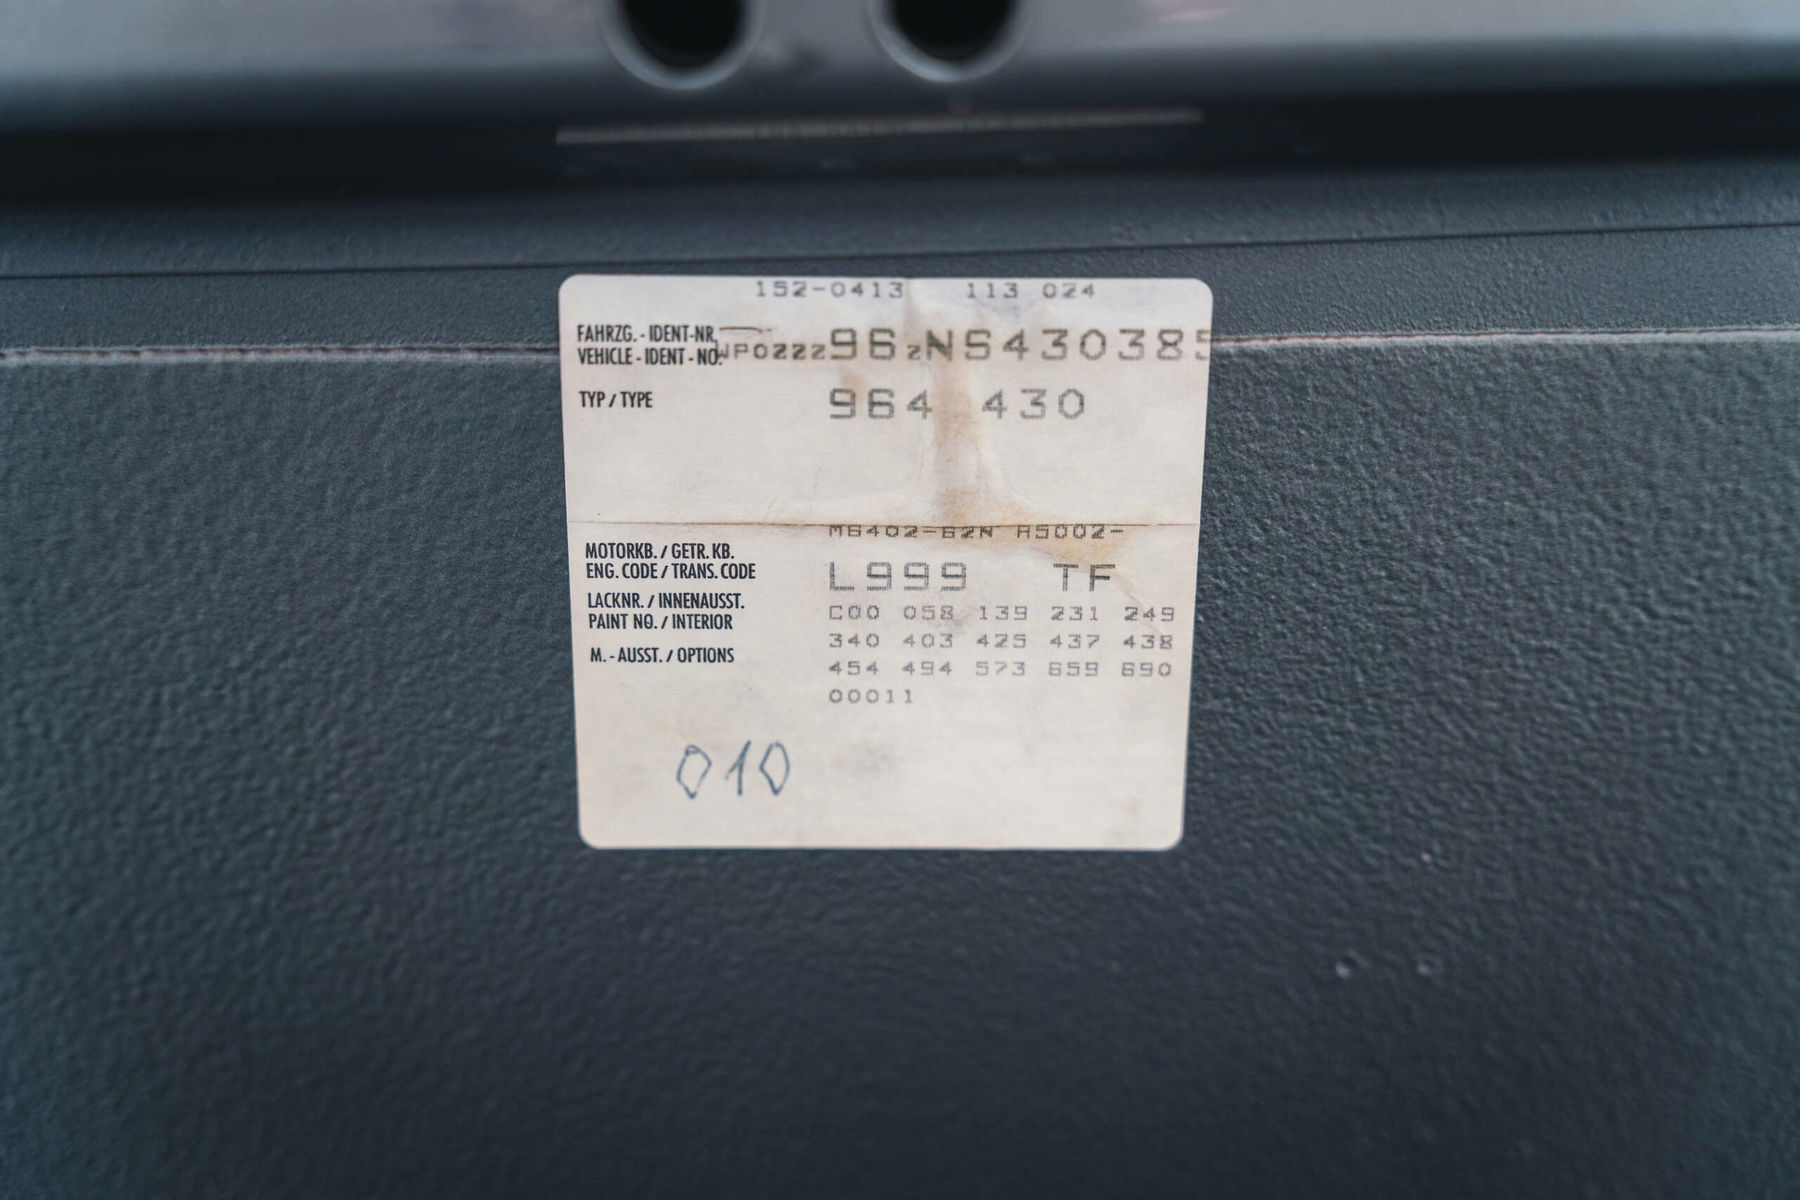 152-0413 113 024
FAHRZG. - IDENT-NR.
VEHICLE - IDENT - NO. WP0ZZZ96ZNS430385
TYP / TYPE 964 430
M6402-62N A5002-
MOTORKB. / GETR. KB.
ENG. CODE / TRANS. CODE L999 TF
LACKNR. / INNENAUSST. C00 058 139 231 249
PAINT NO. / INTERIOR 340 403 425 437 438
M. - AUSST. / OPTIONS 454 494 573 659 690
00011
010